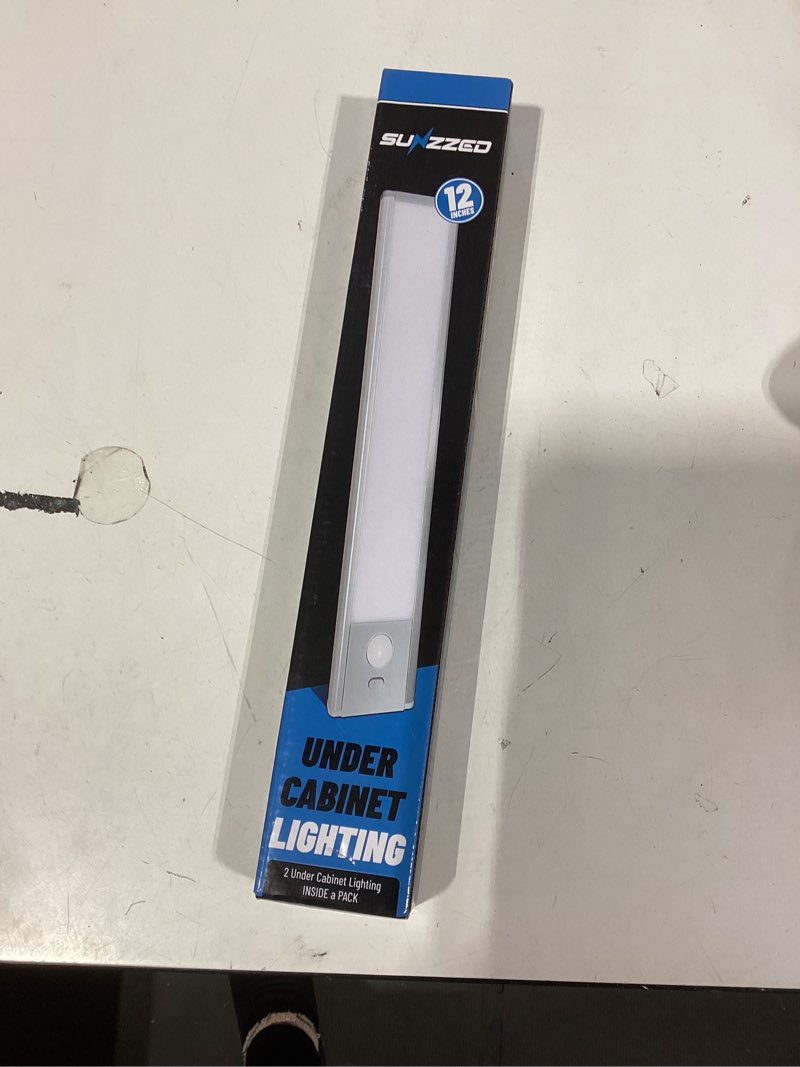 SUNZZED
12
INCHES
UNDER
CABINET
LIGHTING
2 Under Cabinet Lighting
INSIDE a PACK